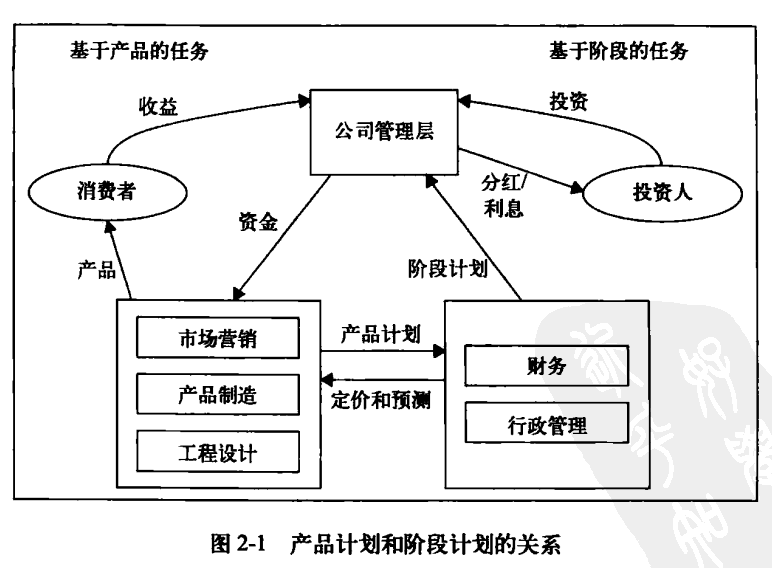 基于产品的任务
基于阶段的任务
收益
投资
公司管理层
消费者
分红/
利息
投资人
资金
产品
阶段计划
市场营销
产品计划
财务
产品制造
定价和预测
行政管理
工程设计
图 2-1 产品计划和阶段计划的关系